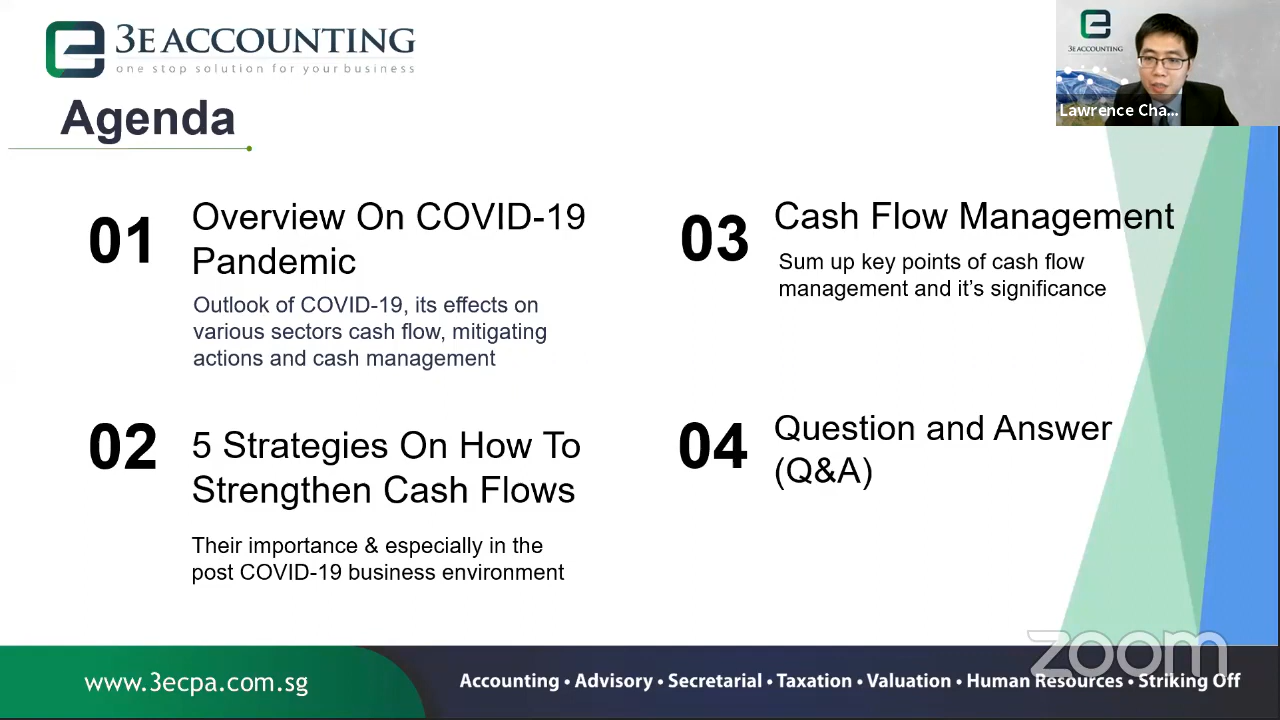 3E ACCOUNTING
one stop solution for your business
3E ACCOUNTING
Lawrence Cha...
Agenda
01
Overview On COVID-19
Pandemic
Outlook of COVID-19, its effects on
various sectors cash flow, mitigating
actions and cash management
02
5 Strategies On How To
Strengthen Cash Flows
Their importance & especially in the
post COVID-19 business environment
03
Cash Flow Management
Sum up key points of cash flow
management and it’s significance
04
Question and Answer
(Q&A)
zoom
www.3ecpa.com.sg
Accounting • Advisory • Secretarial • Taxation • Valuation • Human Resources • Striking Off